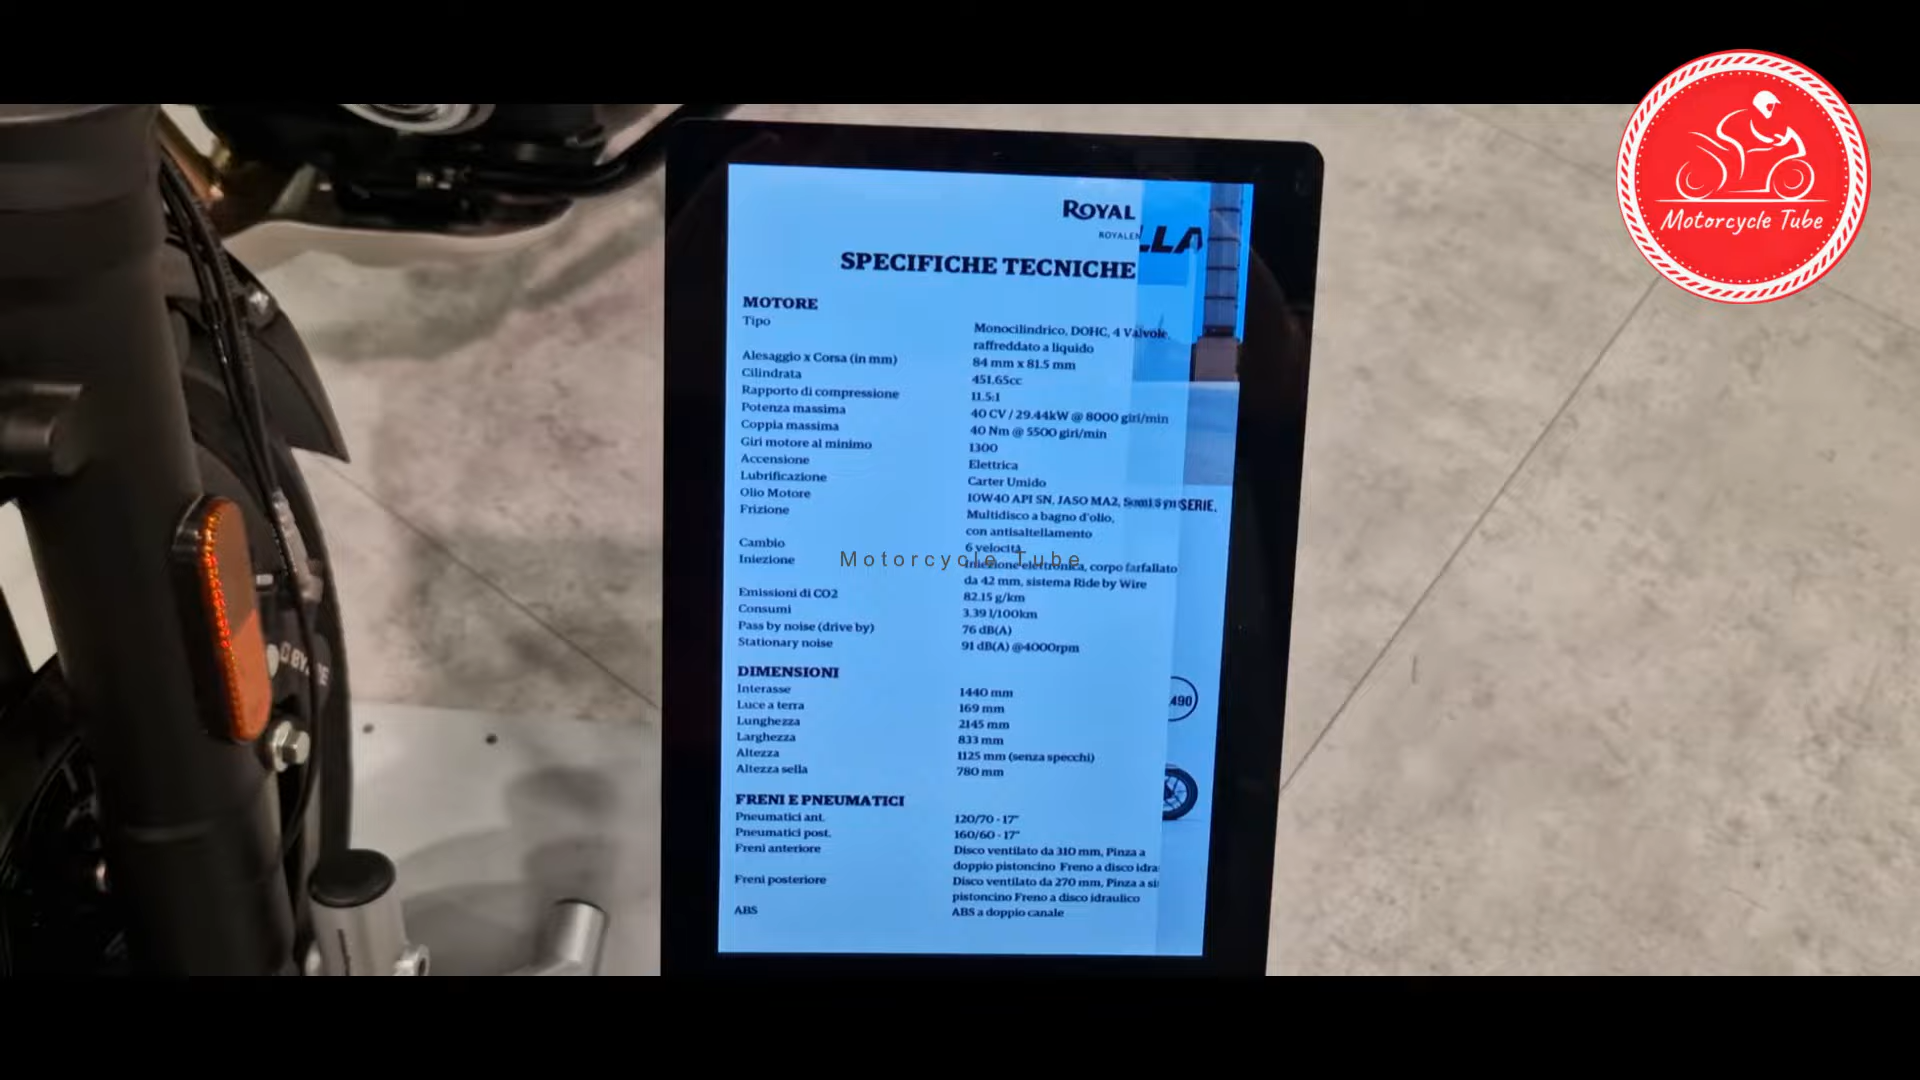 Motorcycle Tube
ROYAL
ROYALEN
LLA
SPECIFICHE TECNICHE
MOTORE
Tipo Monocilindrico, DOHC, 4 Valvole,
raffreddato a liquido
Alesaggio x Corsa (in mm) 84 mm x 81.5 mm
Cilindrata 451.65cc
Rapporto di compressione 11.5:1
Potenza massima 40 CV / 29.44kW @ 8000 giri/min
Coppia massima 40 Nm @ 5500 giri/min
Giri motore al minimo 1300
Accensione Elettrica
Lubrificazione Carter Umido
Olio Motore 10W40 API SN, JASO MA2, SERIE.
Frizione Multidisco a bagno d'olio,
con antisaltellamento
Cambio 6 velocità
Motorcycle Tube
Iniezione Iniezione elettronica, corpo farfallato
da 42 mm, sistema Ride by Wire
Emissioni di CO2 82.15 g/km
Consumi 3.39 l/100km
Pass by noise (drive by) 76 dB(A)
Stationary noise 91 dB(A) @4000rpm
DIMENSIONI
Interasse 1440 mm
Luce a terra 169 mm
490
Lunghezza 2145 mm
Larghezza 833 mm
Altezza 1125 mm (senza specchi)
Altezza sella 780 mm
FRENI E PNEUMATICI
Pneumatici ant. 120/70 - 17"
Pneumatici post. 160/60 - 17"
Freni anteriore Disco ventilato da 310 mm, Pinza a
doppio pistoncino Freno a disco idra
Freni posteriore Disco ventilato da 270 mm, Pinza a si
pistoncino Freno a disco idraulico
ABS ABS a doppio canale